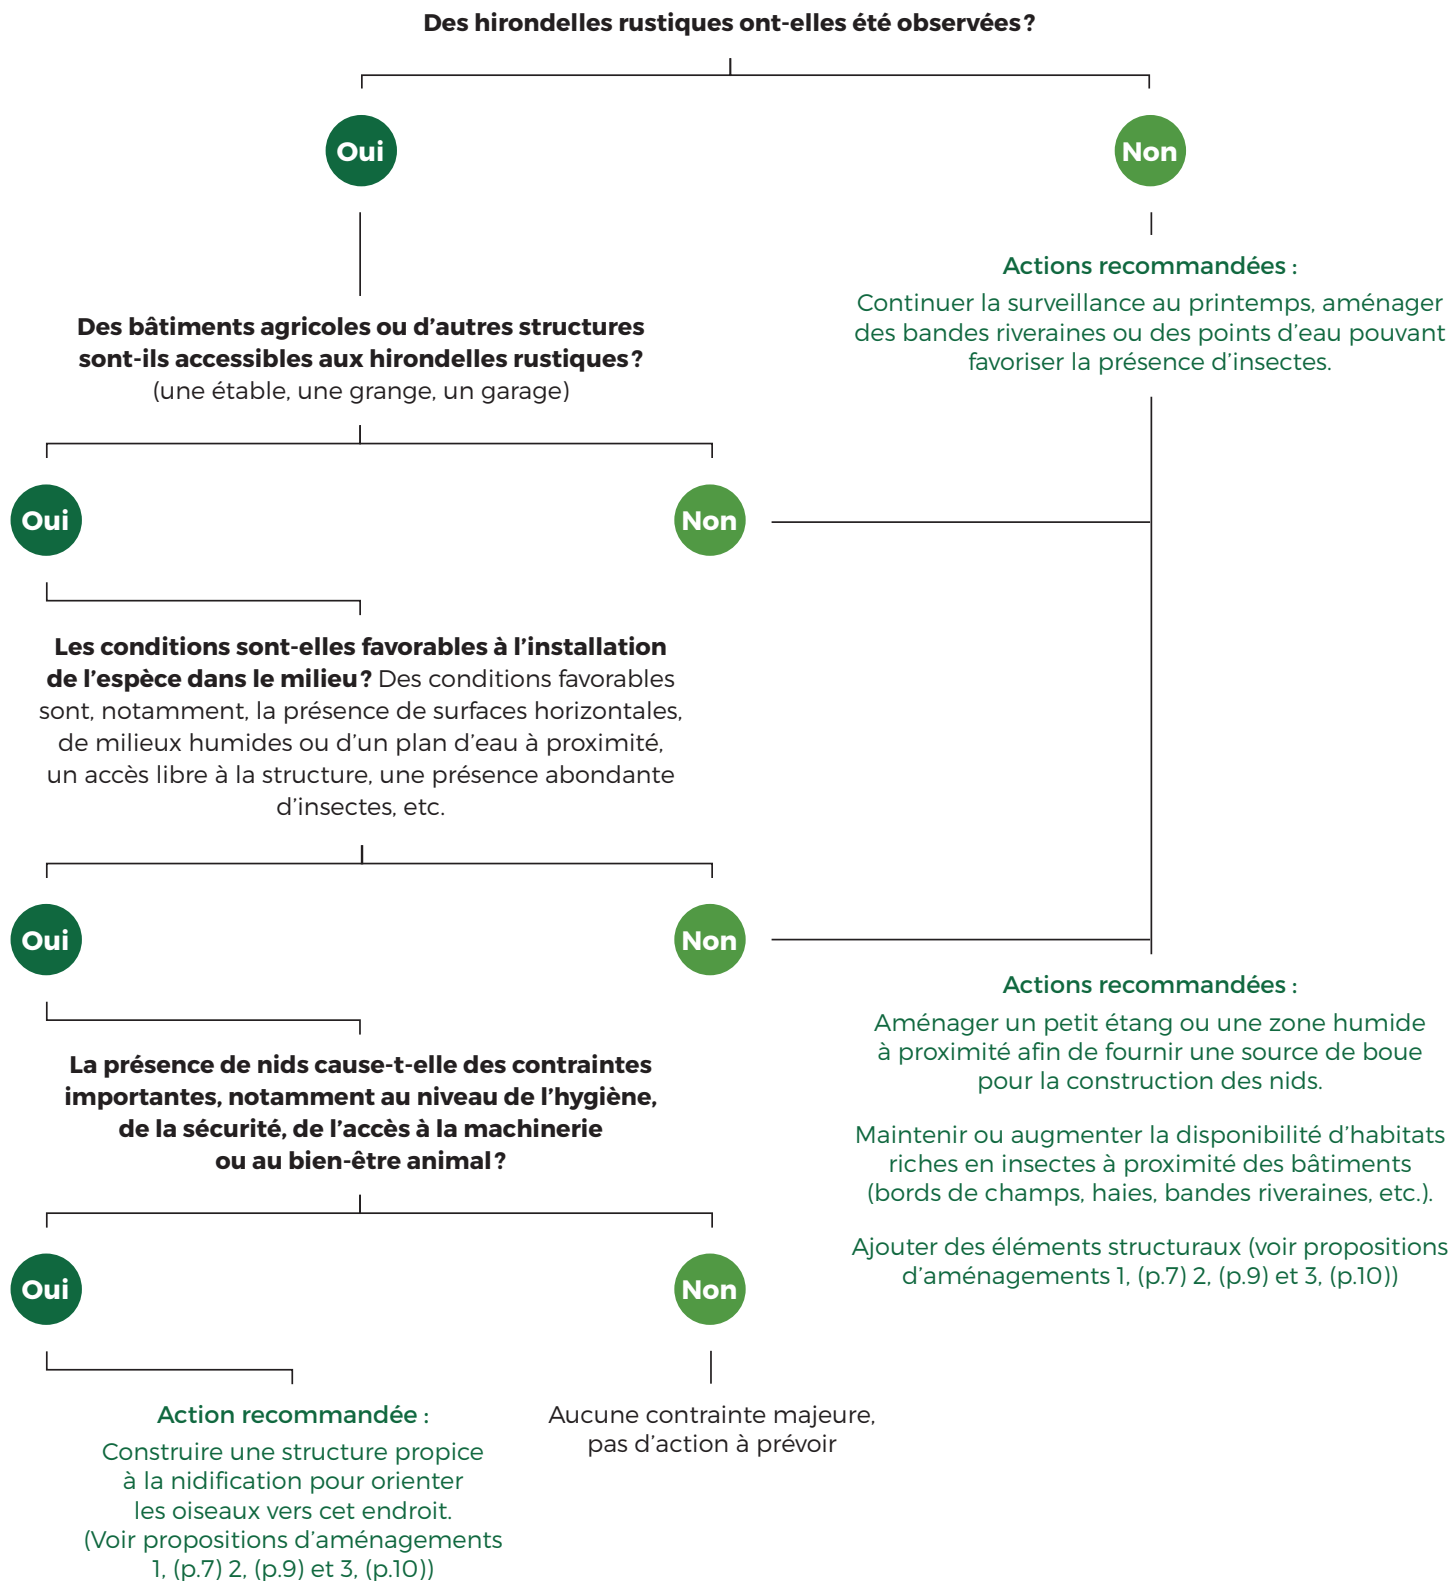 Des hirondelles rustiques ont-elles été observées ?
Oui
Non
Actions recommandées :
Continuer la surveillance au printemps, aménager
des bandes riveraines ou des points d’eau pouvant
favoriser la présence d’insectes.
Des bâtiments agricoles ou d’autres structures
sont-ils accessibles aux hirondelles rustiques ?
(une étable, une grange, un garage)
Oui
Non
Les conditions sont-elles favorables à l’installation
de l’espèce dans le milieu ? Des conditions favorables
sont, notamment, la présence de surfaces horizontales,
de milieux humides ou d’un plan d’eau à proximité,
un accès libre à la structure, une présence abondante
d’insectes, etc.
Oui
Non
Actions recommandées :
Aménager un petit étang ou une zone humide
à proximité afin de fournir une source de boue
pour la construction des nids.
Maintenir ou augmenter la disponibilité d’habitats
riches en insectes à proximité des bâtiments
(bords de champs, haies, bandes riveraines, etc.).
Ajouter des éléments structuraux (voir propositions
d’aménagements 1, (p.7) 2, (p.9) et 3, (p.10))
La présence de nids cause-t-elle des contraintes
importantes, notamment au niveau de l’hygiène,
de la sécurité, de l’accès à la machinerie
ou au bien-être animal ?
Oui
Non
Action recommandée :
Construire une structure propice
à la nidification pour orienter
les oiseaux vers cet endroit.
(Voir propositions d’aménagements
1, (p.7) 2, (p.9) et 3, (p.10))
Aucune contrainte majeure,
pas d’action à prévoir